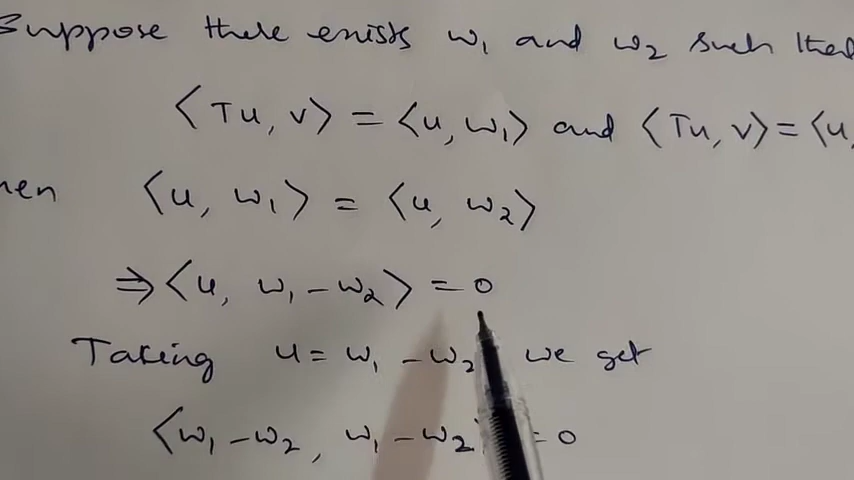 Suppose there exists w₁ and w₂ such that
⟨Tu, v⟩ = ⟨u, w₁⟩ and ⟨Tu, v⟩ = ⟨u,
⟨u, w₁⟩ = ⟨u, w₂⟩
⇒ ⟨u, w₁ - w₂⟩ = 0
Taking u = w₁ - w₂ we get
⟨w₁ - w₂, w₁ - w₂⟩ = 0